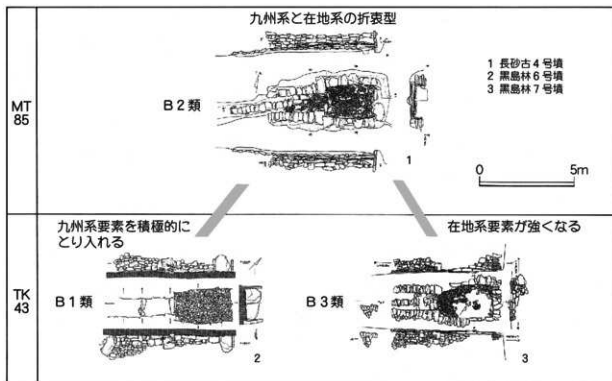 九州系と在地系の折衷型
MT
85
B2類
1
1 長砂古4号墳
2 黒島林6号墳
3 黒島林7号墳
0 5m
九州系要素を積極的に
とり入れる
在地系要素が強くなる
TK
43
B1類
2
B3類
3